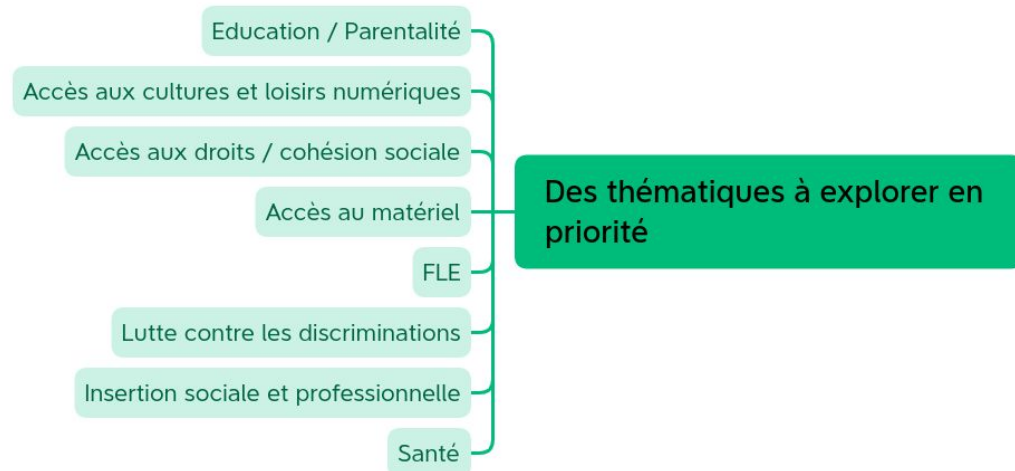 Education / Parentalité
Accès aux cultures et loisirs numériques
Accès aux droits / cohésion sociale
Accès au matériel
FLE
Lutte contre les discriminations
Insertion sociale et professionnelle
Santé
Des thématiques à explorer en
priorité